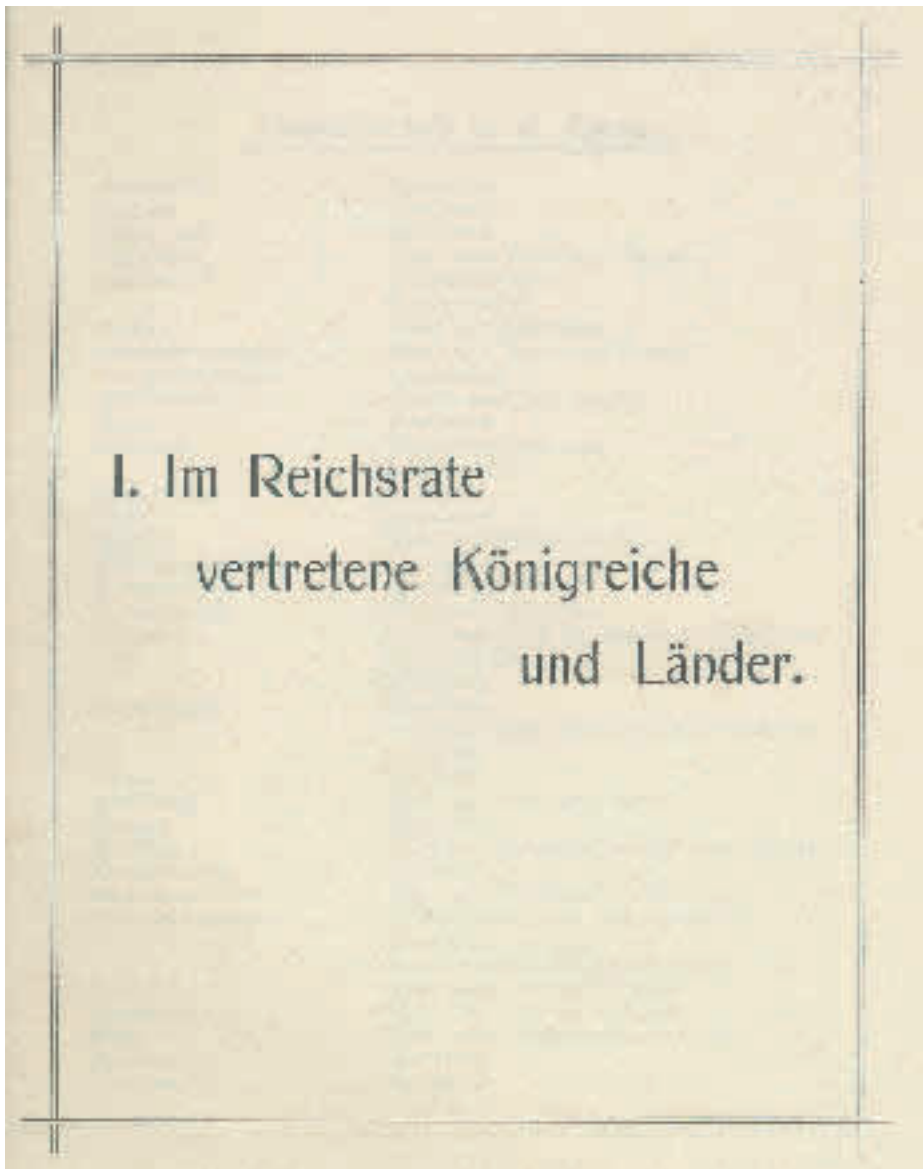 I. Im Reichsrate
vertretene Königreiche
und Länder.